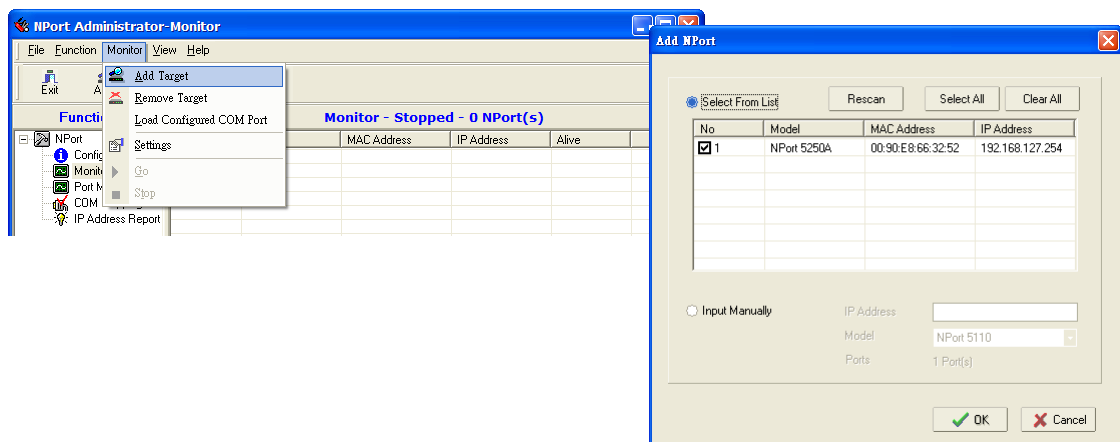 NPort Administrator-Monitor
File Function Monitor View Help
Exit A
Add Target
Remove Target
Load Configured COM Port
Settings
Go
Stop
Functi
Monitor - Stopped - 0 NPort(s)
MAC Address IP Address Alive
NPort
Config
Monit
Port M
COM
IP Address Report
Add NPort
Select From List Rescan Select All Clear All
No Model MAC Address IP Address
1 NPort 5250A 00:90:E8:66:32:52 192.168.127.254
Input Manually IP Address
Model NPort 5110
Ports 1 Port(s)
OK Cancel